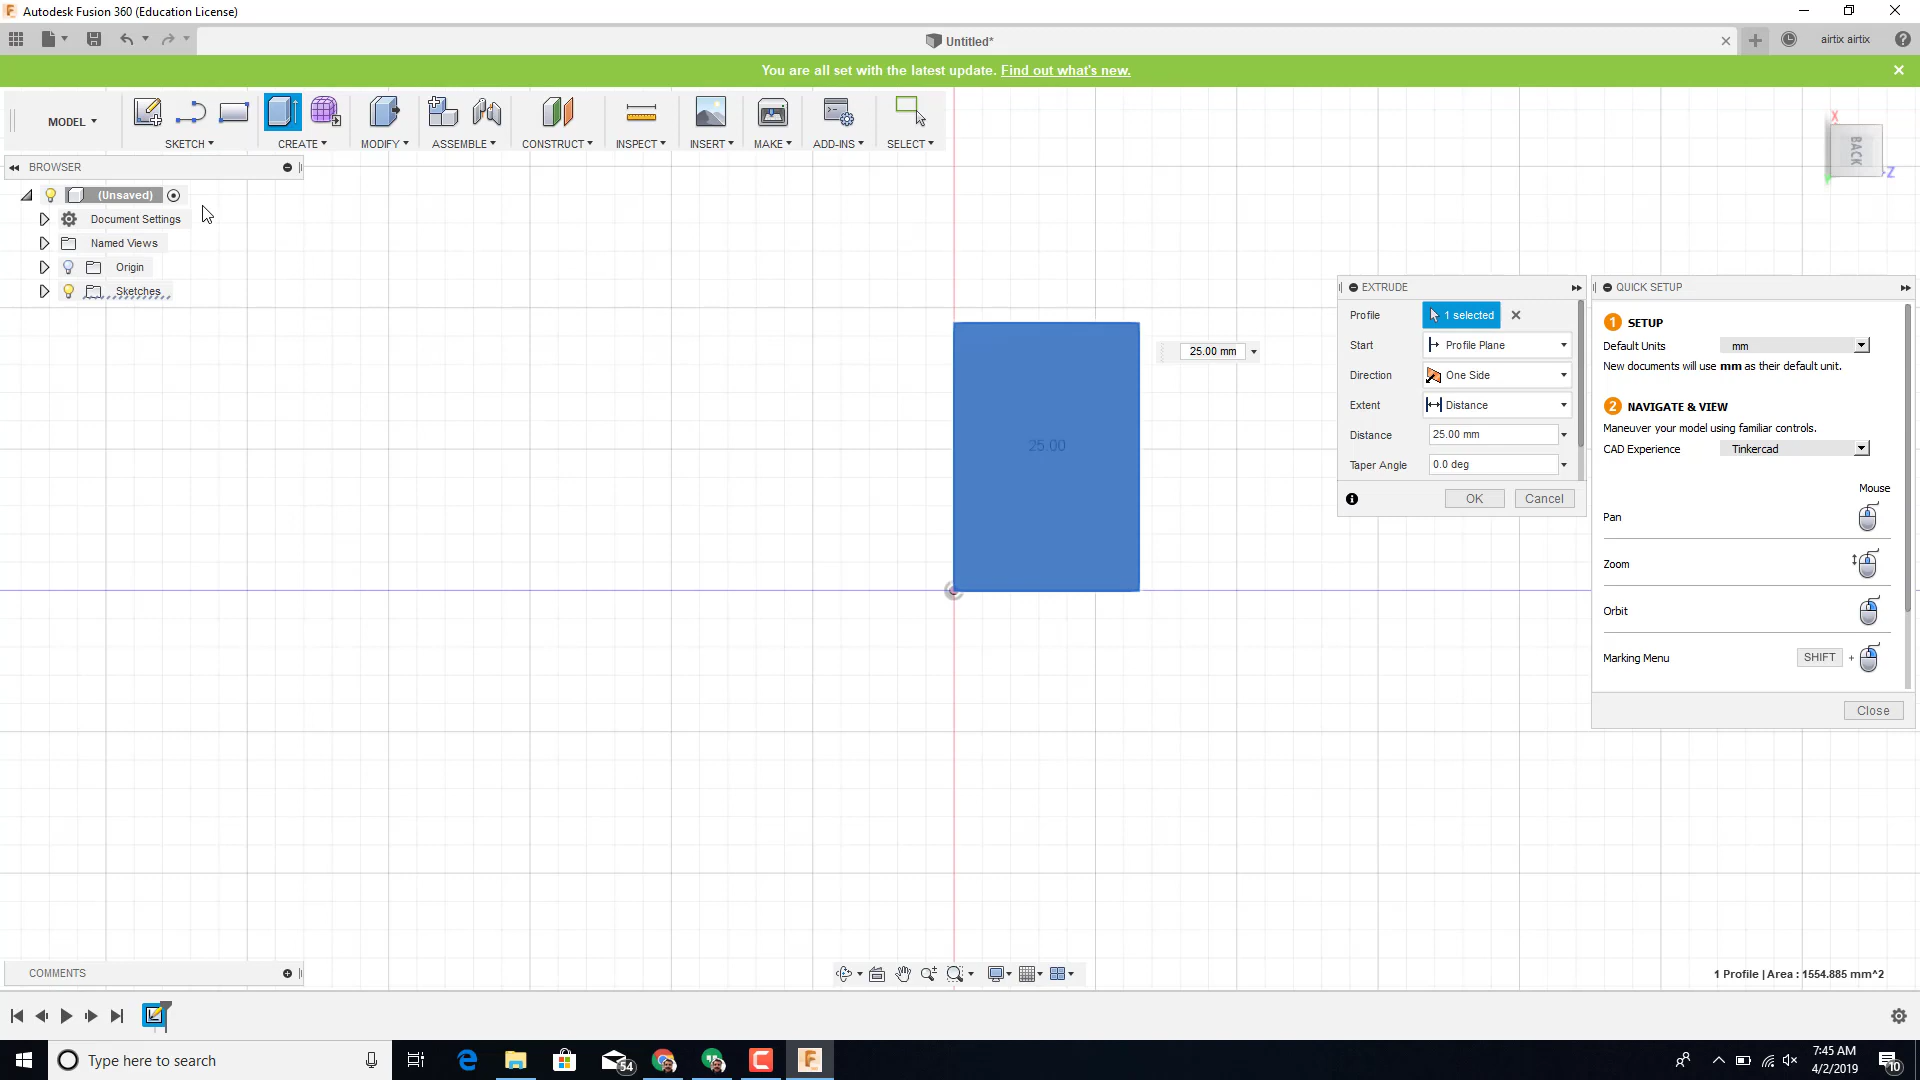 Autodesk Fusion 360 (Education License)
Untitled*
airtix airtix
You are all set with the latest update. Find out what's new.
MODEL
SKETCH
CREATE
MODIFY
ASSEMBLE
CONSTRUCT
INSPECT
INSERT
MAKE
ADD-INS
SELECT
X
BACK
Z
BROWSER
(Unsaved)
Document Settings
Named Views
Origin
Sketches
25.00 mm
25.00
EXTRUDE
Profile 1 selected
Start Profile Plane
Direction One Side
Extent Distance
Distance 25.00 mm
Taper Angle 0.0 deg
OK Cancel
QUICK SETUP
1 SETUP
Default Units mm
New documents will use mm as their default unit.
2 NAVIGATE & VIEW
Maneuver your model using familiar controls.
CAD Experience Tinkercad
Mouse
Pan
Zoom
Orbit
Marking Menu SHIFT +
Close
COMMENTS
1 Profile | Area : 1554.885 mm^2
Type here to search
54
7:45 AM
4/2/2019
10